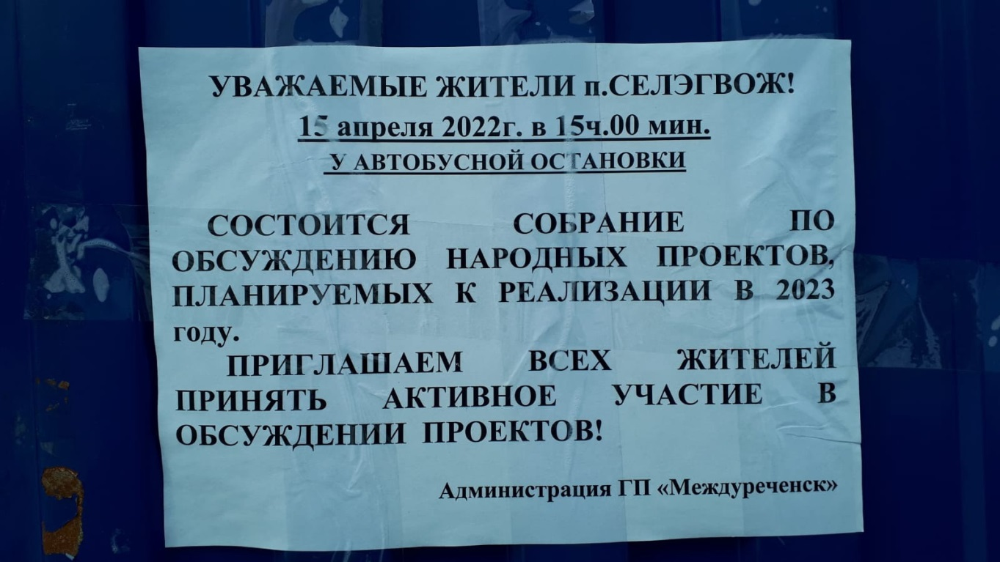 УВАЖАЕМЫЕ ЖИТЕЛИ п.СЕЛЭГВОЖ!
15 апреля 2022г. в 15ч.00 мин.
У АВТОБУСНОЙ ОСТАНОВКИ
СОСТОИТСЯ СОБРАНИЕ ПО
ОБСУЖДЕНИЮ НАРОДНЫХ ПРОЕКТОВ,
ПЛАНИРУЕМЫХ К РЕАЛИЗАЦИИ В 2023
году.
ПРИГЛАШАЕМ ВСЕХ ЖИТЕЛЕЙ
ПРИНЯТЬ АКТИВНОЕ УЧАСТИЕ В
ОБСУЖДЕНИИ ПРОЕКТОВ!
Администрация ГП «Междуреченск»